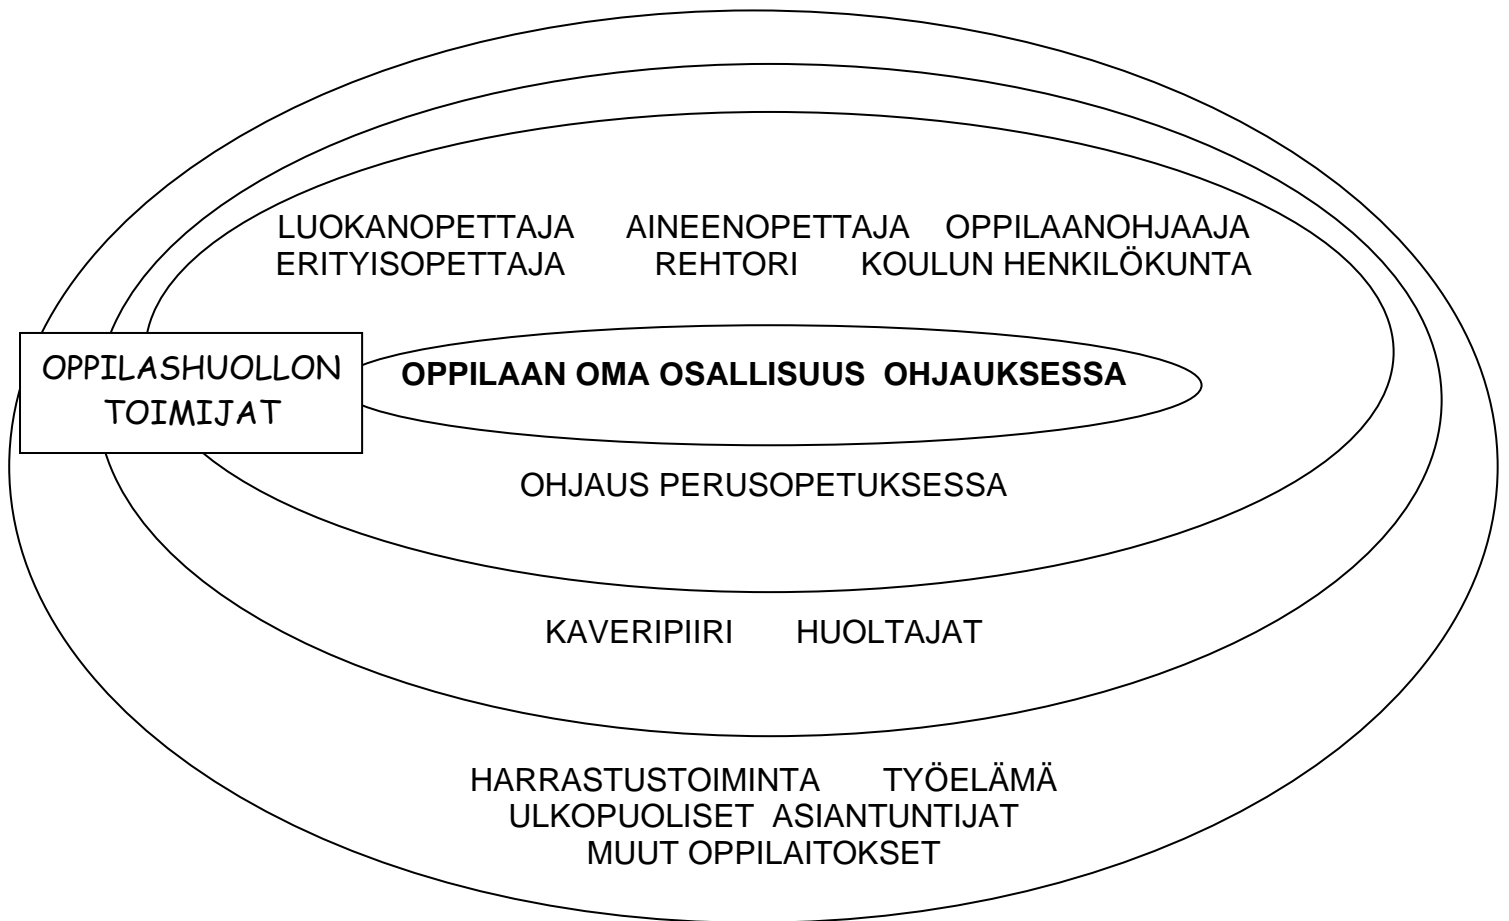 LUOKANOPETTAJA AINEENOPETTAJA OPPILAANOHJAAJA
ERITYISOPETTAJA REHTORI KOULUN HENKILÖKUNTA
OPPILASHUOLLON
TOIMIJAT
OPPILAAN OMA OSALLISUUS OHJAUKSESSA
OHJAUS PERUSOPETUKSESSA
KAVERIPIIRI HUOLTAJAT
HARRASTUSTOIMINTA TYÖELÄMÄ
ULKOPUOLISET ASIANTUNTIJAT
MUUT OPPILAITOKSET